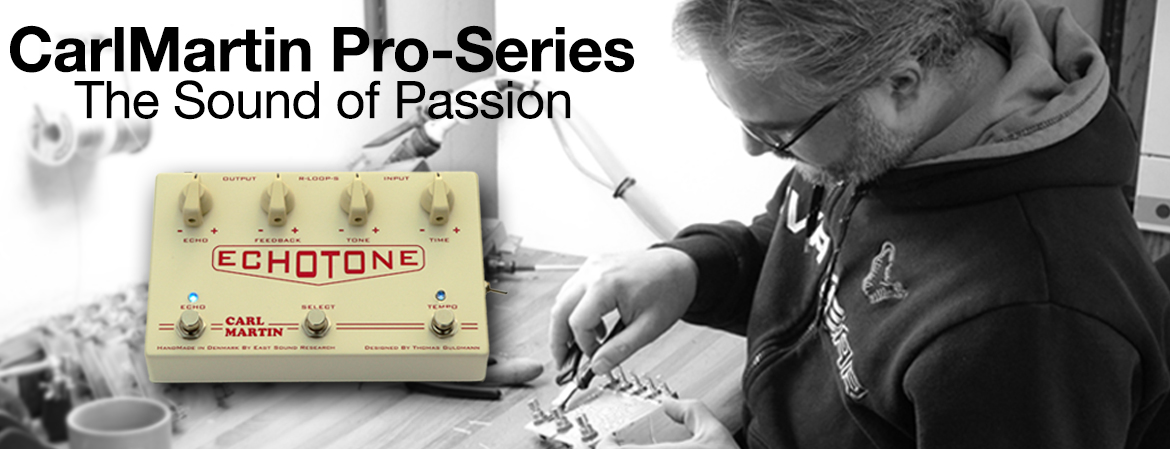 CarlMartin Pro-Series
The Sound of Passion
OUTPUT R-LOOP-S INPUT
- + - + - + - +
ECHO FEEDBACK TONE TIME
ECHOTONE
ECHO SELECT TEMPO
CARL
MARTIN
HANDMADE IN DENMARK BY EAST SOUND RESEARCH DESIGNED BY THOMAS GULDMANN